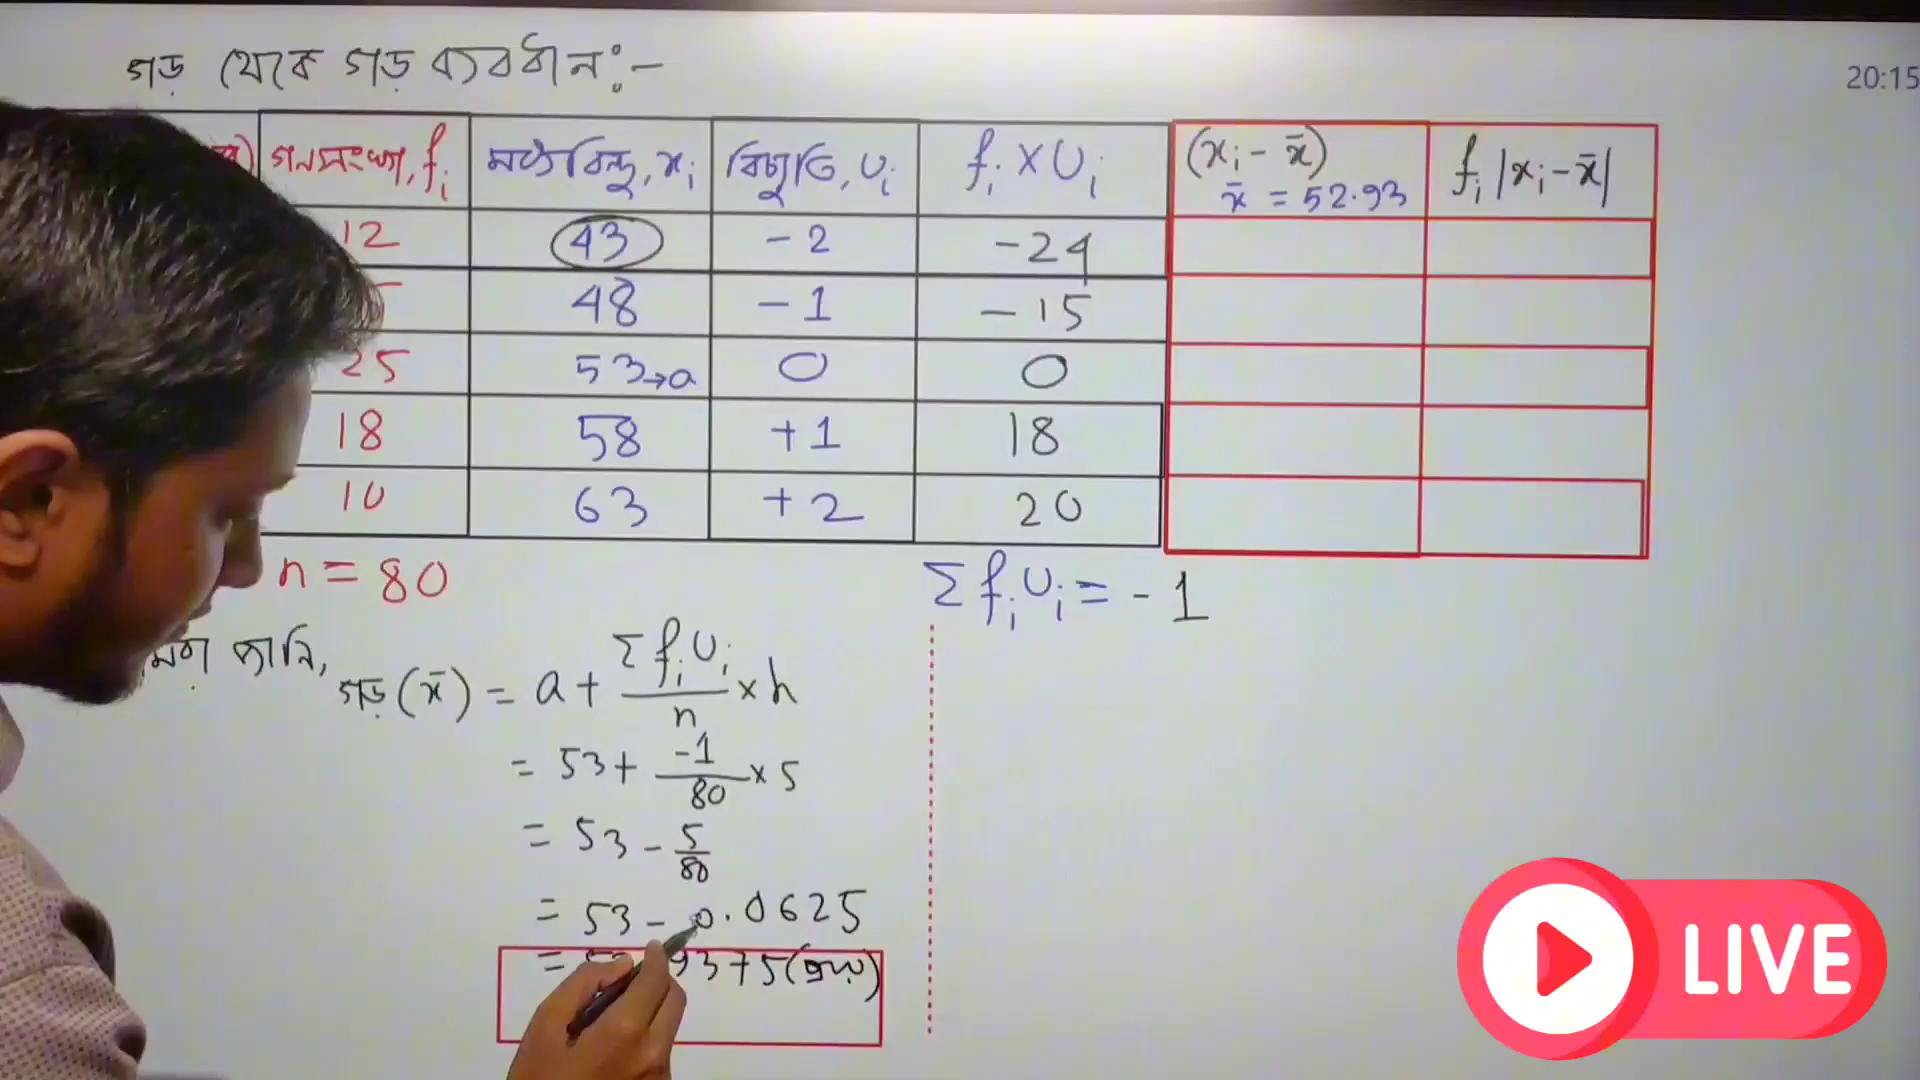 গড় থেকে গড় ব্যবধান:-
20:15
গনসংখ্যা, fᵢ মধ্যবিন্দু, xᵢ বিচ্যুতি, Uᵢ fᵢ × Uᵢ (xᵢ - x̄) fᵢ |xᵢ - x̄|
x̄ = 52.93
12 43 -2 -24
48 -1 -15
25 53→a 0 0
18 58 +1 18
10 63 +2 20
n = 80 Σfᵢuᵢ = -1
জানি,
গড় (x̄) = a + Σfᵢuᵢ/n × h
= 53 + -1/80 × 5
= 53 - 5/80
= 53 - 0.0625
9375 (প্রায়)
LIVE